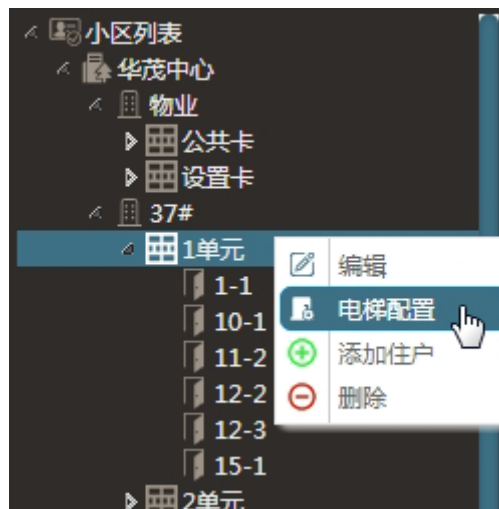 小区列表
华茂中心
物业
公共卡
设置卡
37#
1单元
编辑
1-1
电梯配置
10-1
添加住户
11-2
删除
12-2
12-3
15-1
2单元